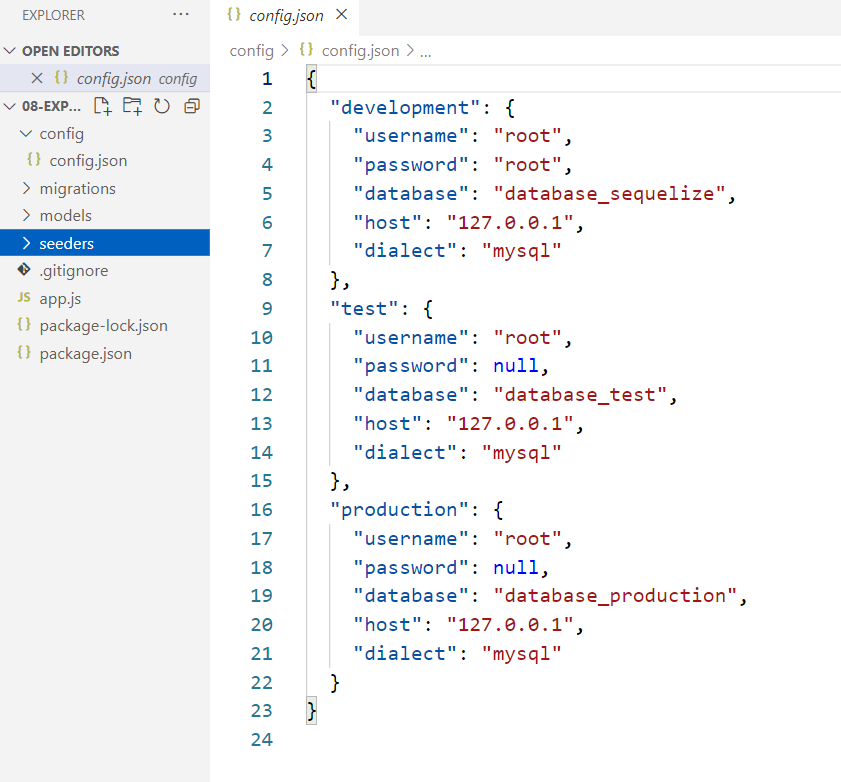 EXPLORER ...
OPEN EDITORS
{} config.json config
08-EXP...
config
{} config.json
migrations
models
seeders
.gitignore
JS app.js
{} package-lock.json
{} package.json
{} config.json
config > {} config.json > ...
1 {
2 "development": {
3 "username": "root",
4 "password": "root",
5 "database": "database_sequelize",
6 "host": "127.0.0.1",
7 "dialect": "mysql"
8 },
9 "test": {
10 "username": "root",
11 "password": null,
12 "database": "database_test",
13 "host": "127.0.0.1",
14 "dialect": "mysql"
15 },
16 "production": {
17 "username": "root",
18 "password": null,
19 "database": "database_production",
20 "host": "127.0.0.1",
21 "dialect": "mysql"
22 }
23 }
24